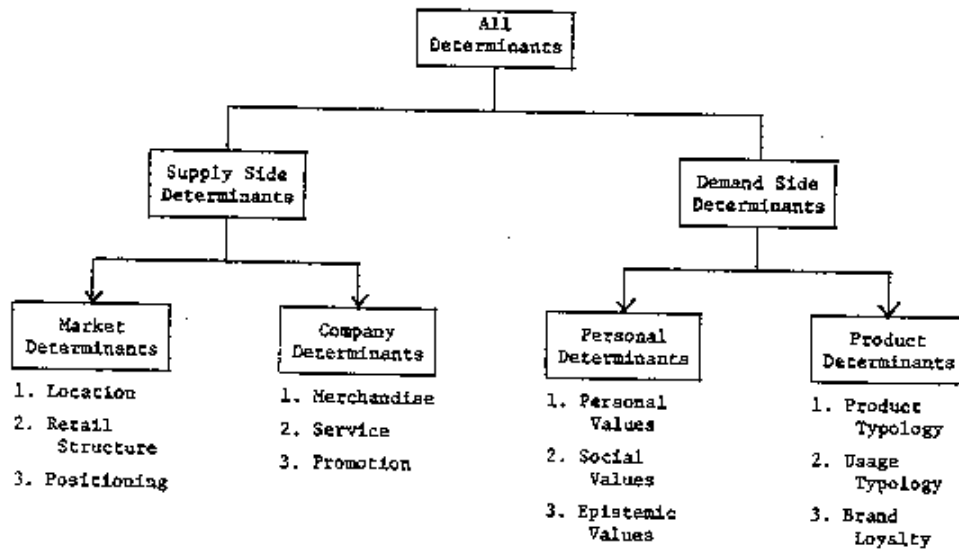 All
Determinants
Supply Side
Determinants
Demand Side
Determinants
Market
Determinants
1. Location
2. Retail
Structure
3. Positioning
Company
Determinants
1. Merchandise
2. Service
3. Promotion
Personal
Determinants
1. Personal
Values
2. Social
Values
3. Epistemic
Values
Product
Determinants
1. Product
Typology
2. Usage
Typology
3. Brand
Loyalty